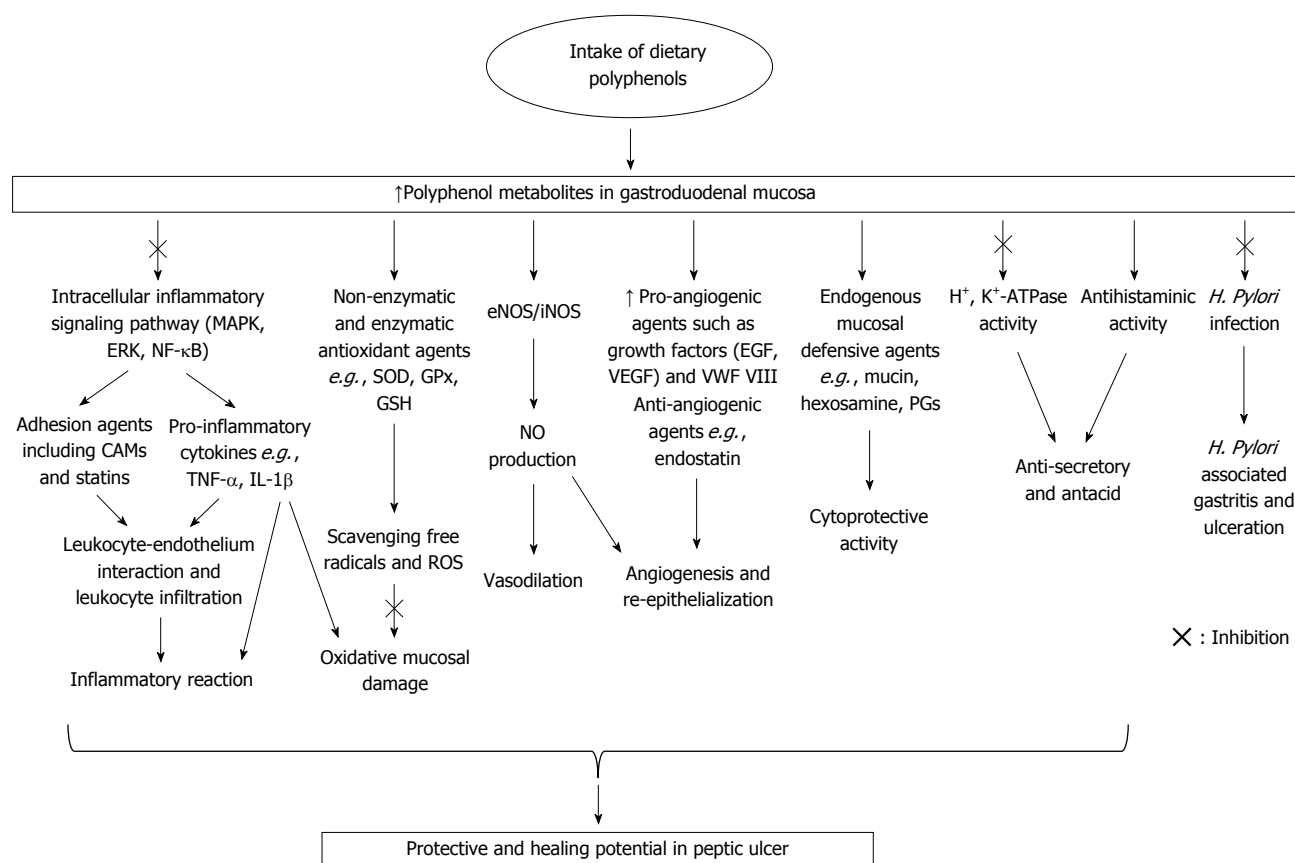 Intake of dietary
polyphenols
↑Polyphenol metabolites in gastroduodenal mucosa
Intracellular inflammatory
signaling pathway (MAPK,
ERK, NF-κB)
Non-enzymatic
and enzymatic
antioxidant agents
e.g., SOD, GPx,
GSH
eNOS/iNOS
↑ Pro-angiogenic
agents such as
growth factors (EGF,
VEGF) and VWF VIII
Anti-angiogenic
agents e.g.,
endostatin
Endogenous
mucosal
defensive agents
e.g., mucin,
hexosamine, PGs
H⁺, K⁺-ATPase
activity
Antihistaminic
activity
H. Pylori
infection
Adhesion agents
including CAMs
and statins
Pro-inflammatory
cytokines e.g.,
TNF-α, IL-1β
NO
production
Anti-secretory
and antacid
H. Pylori
associated
gastritis and
ulceration
Leukocyte-endothelium
interaction and
leukocyte infiltration
Scavenging free
radicals and ROS
Vasodilation
Angiogenesis and
re-epithelialization
Cytoprotective
activity
Inflammatory reaction
Oxidative mucosal
damage
: Inhibition
Protective and healing potential in peptic ulcer